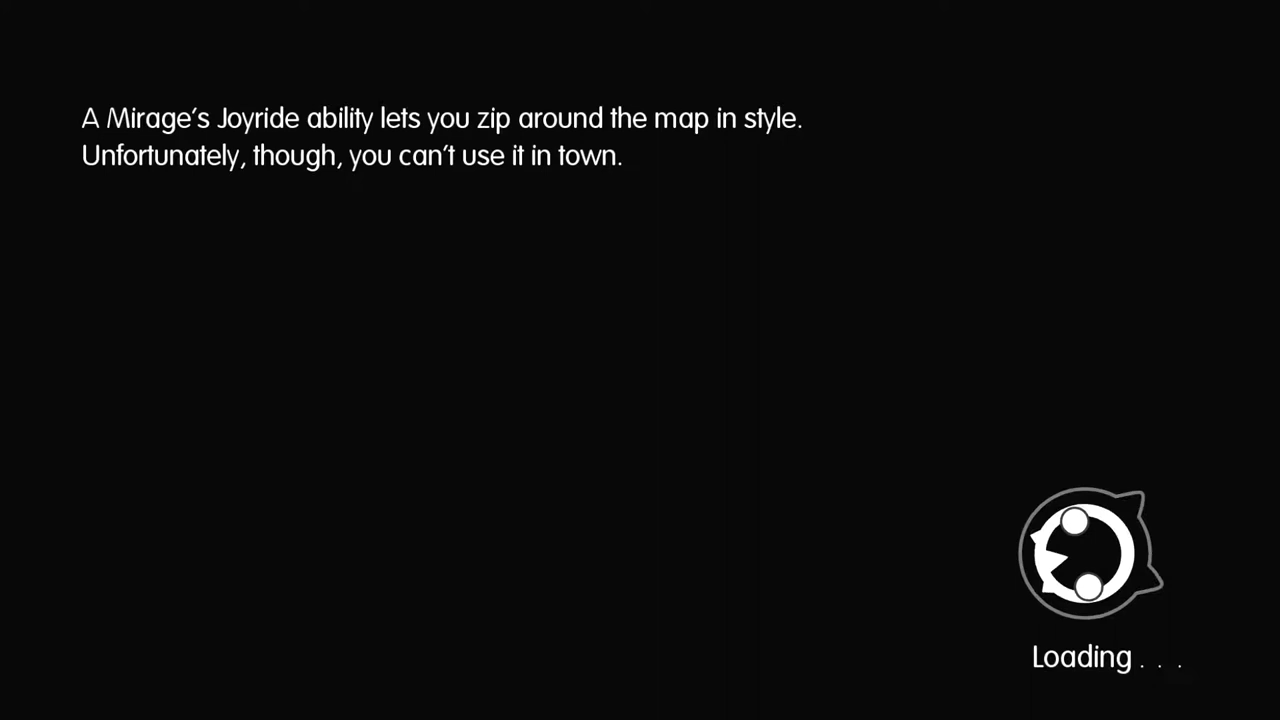 A Mirage's Joyride ability lets you zip around the map in style.
Unfortunately, though, you can't use it in town.
Loading . . .